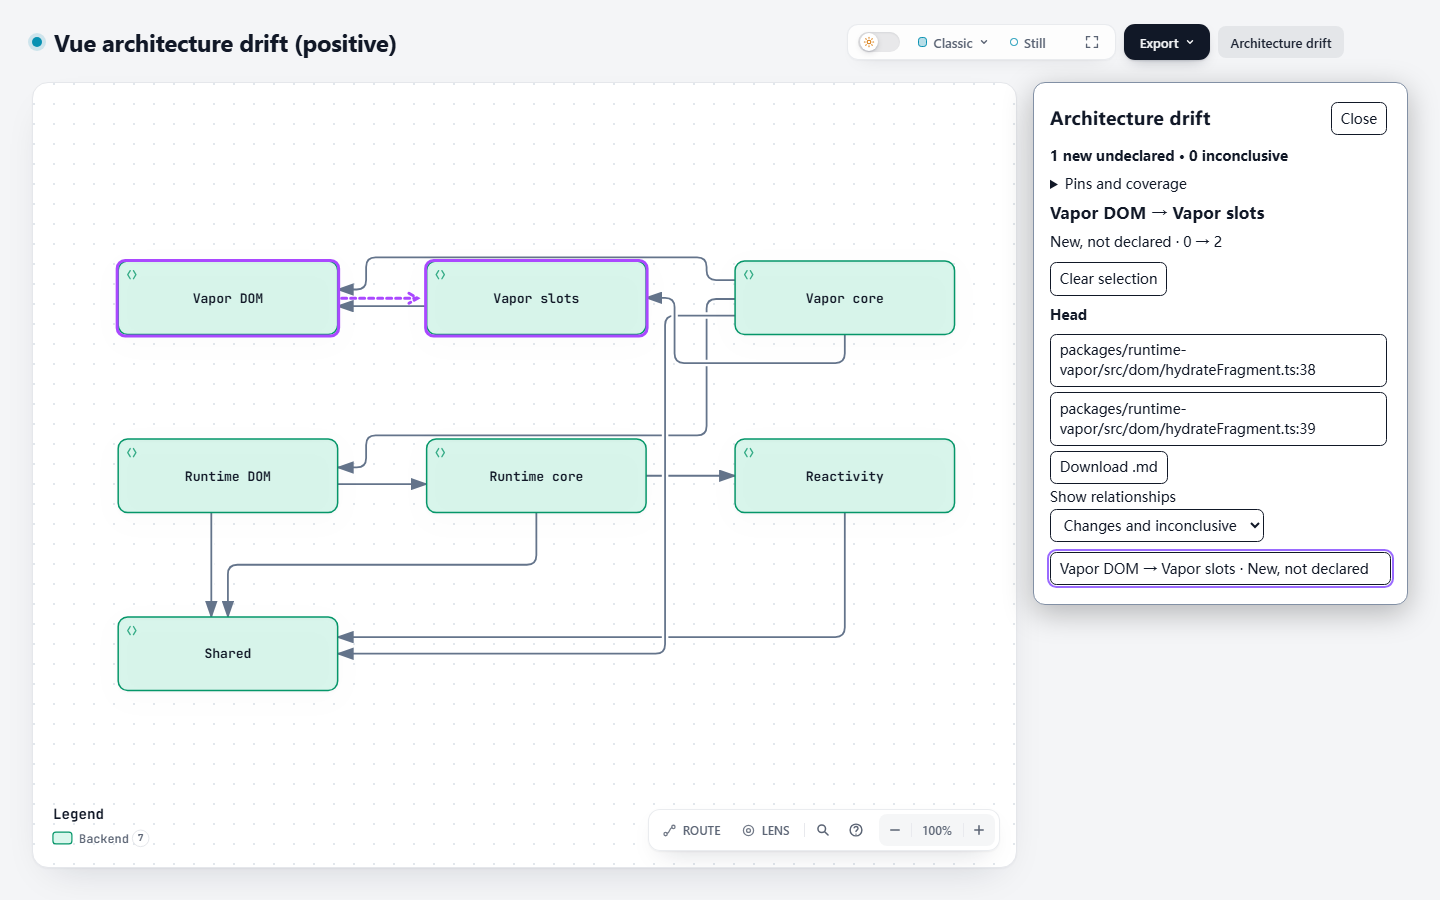 Vue architecture drift (positive)
Classic
Still
Export
Architecture drift
Vapor DOM
Vapor slots
Vapor core
Runtime DOM
Runtime core
Reactivity
Shared
Legend
Backend 7
ROUTE
LENS
100%
Architecture drift
Close
1 new undeclared • 0 inconclusive
Pins and coverage
Vapor DOM → Vapor slots
New, not declared · 0 → 2
Clear selection
Head
packages/runtime-
vapor/src/dom/hydrateFragment.ts:38
packages/runtime-
vapor/src/dom/hydrateFragment.ts:39
Download .md
Show relationships
Changes and inconclusive
Vapor DOM → Vapor slots · New, not declared